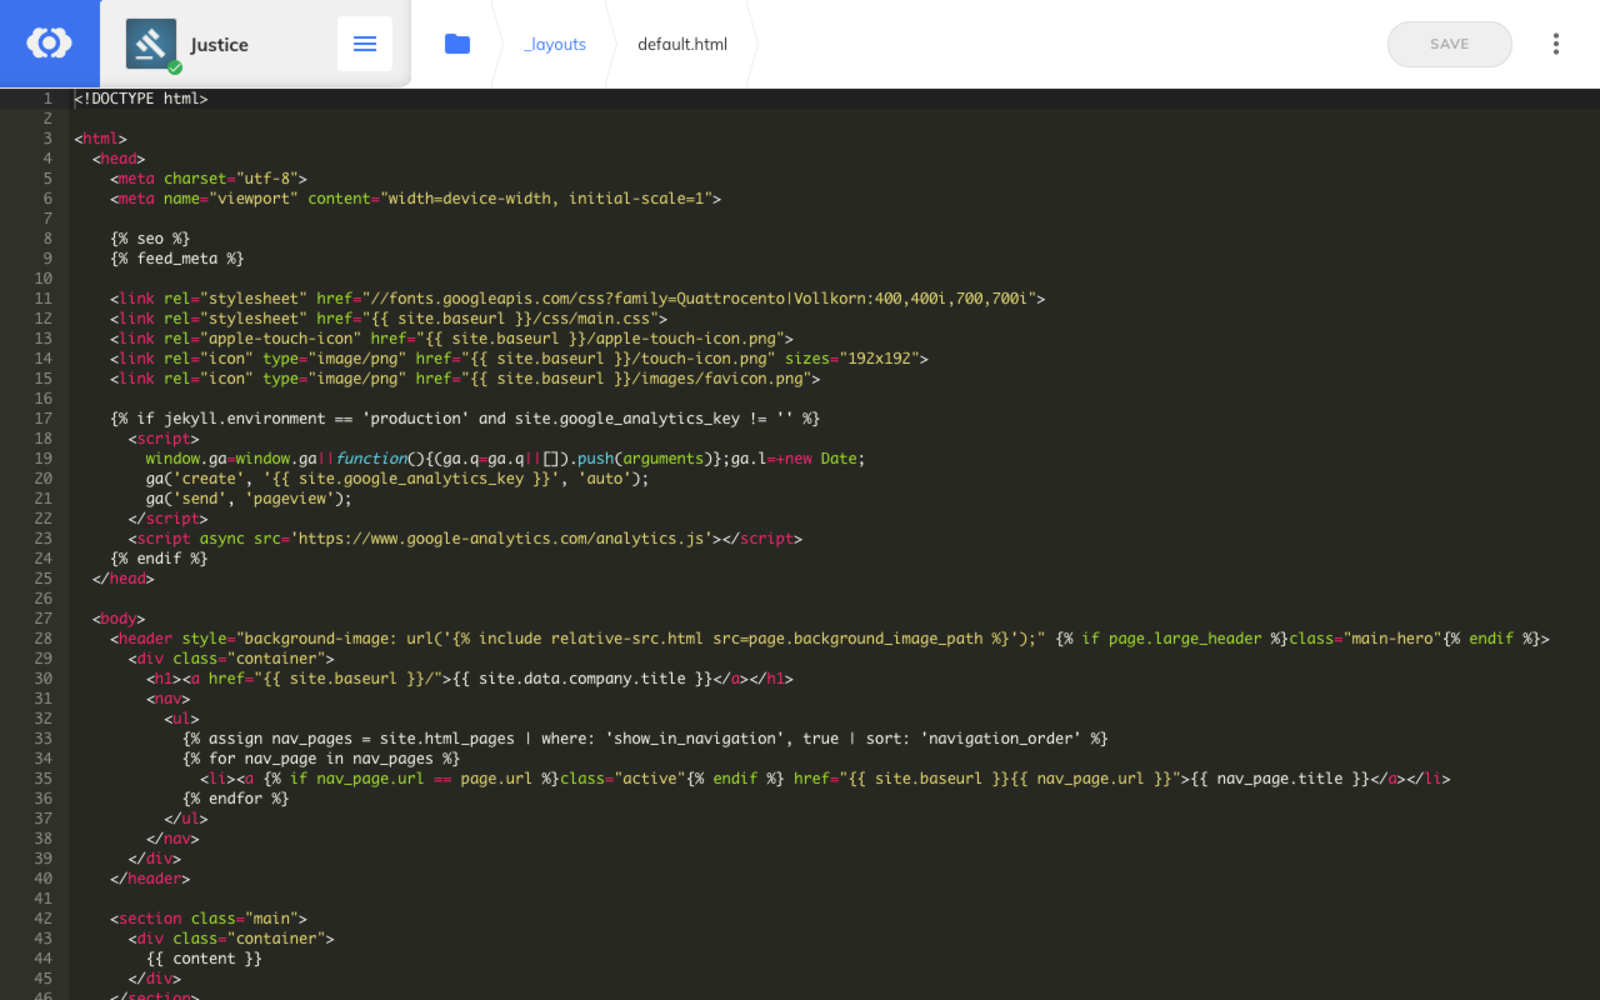 Justice
_layouts
default.html
SAVE
1 <!DOCTYPE html>
2
3 <html>
4   <head>
5     <meta charset="utf-8">
6     <meta name="viewport" content="width=device-width, initial-scale=1">
7
8     {% seo %}
9     {% feed_meta %}
10
11     <link rel="stylesheet" href="//fonts.googleapis.com/css?family=Quattrocento|Vollkorn:400,400i,700,700i">
12     <link rel="stylesheet" href="{{ site.baseurl }}/css/main.css">
13     <link rel="apple-touch-icon" href="{{ site.baseurl }}/apple-touch-icon.png">
14     <link rel="icon" type="image/png" href="{{ site.baseurl }}/touch-icon.png" sizes="192x192">
15     <link rel="icon" type="image/png" href="{{ site.baseurl }}/images/favicon.png">
16
17     {% if jekyll.environment == 'production' and site.google_analytics_key != '' %}
18       <script>
19         window.ga=window.ga||function(){(ga.q=ga.q||[]).push(arguments)};ga.l=+new Date;
20         ga('create', '{{ site.google_analytics_key }}', 'auto');
21         ga('send', 'pageview');
22       </script>
23       <script async src='https://www.google-analytics.com/analytics.js'></script>
24     {% endif %}
25   </head>
26
27   <body>
28     <header style="background-image: url('{% include relative-src.html src=page.background_image_path %}');" {% if page.large_header %}class="main-hero"{% endif %}>
29       <div class="container">
30         <h1><a href="{{ site.baseurl }}/">{{ site.data.company.title }}</a></h1>
31         <nav>
32           <ul>
33             {% assign nav_pages = site.html_pages | where: 'show_in_navigation', true | sort: 'navigation_order' %}
34             {% for nav_page in nav_pages %}
35               <li><a {% if nav_page.url == page.url %}class="active"{% endif %} href="{{ site.baseurl }}{{ nav_page.url }}">{{ nav_page.title }}</a></li>
36             {% endfor %}
37           </ul>
38         </nav>
39       </div>
40     </header>
41
42     <section class="main">
43       <div class="container">
44         {{ content }}
45       </div>
46     </section>